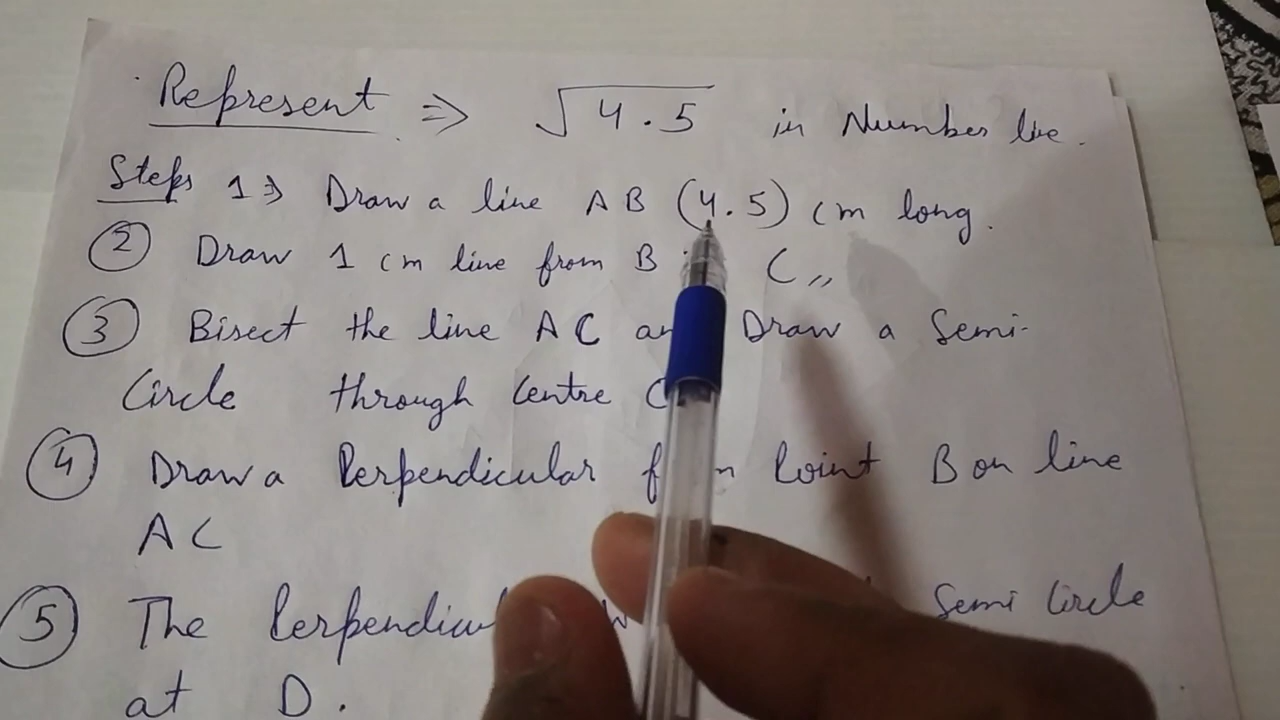 Represent ⇒ √4.5 in Number lie.
Steps 1⇒ Draw a line AB (4.5) cm long.
② Draw 1 cm line from B C,,
③ Bisect the line AC Draw a Semi-
Circle through Centre
④ Draw a Perpendicular Point B on line
AC
⑤ The Semi Circle
at D.